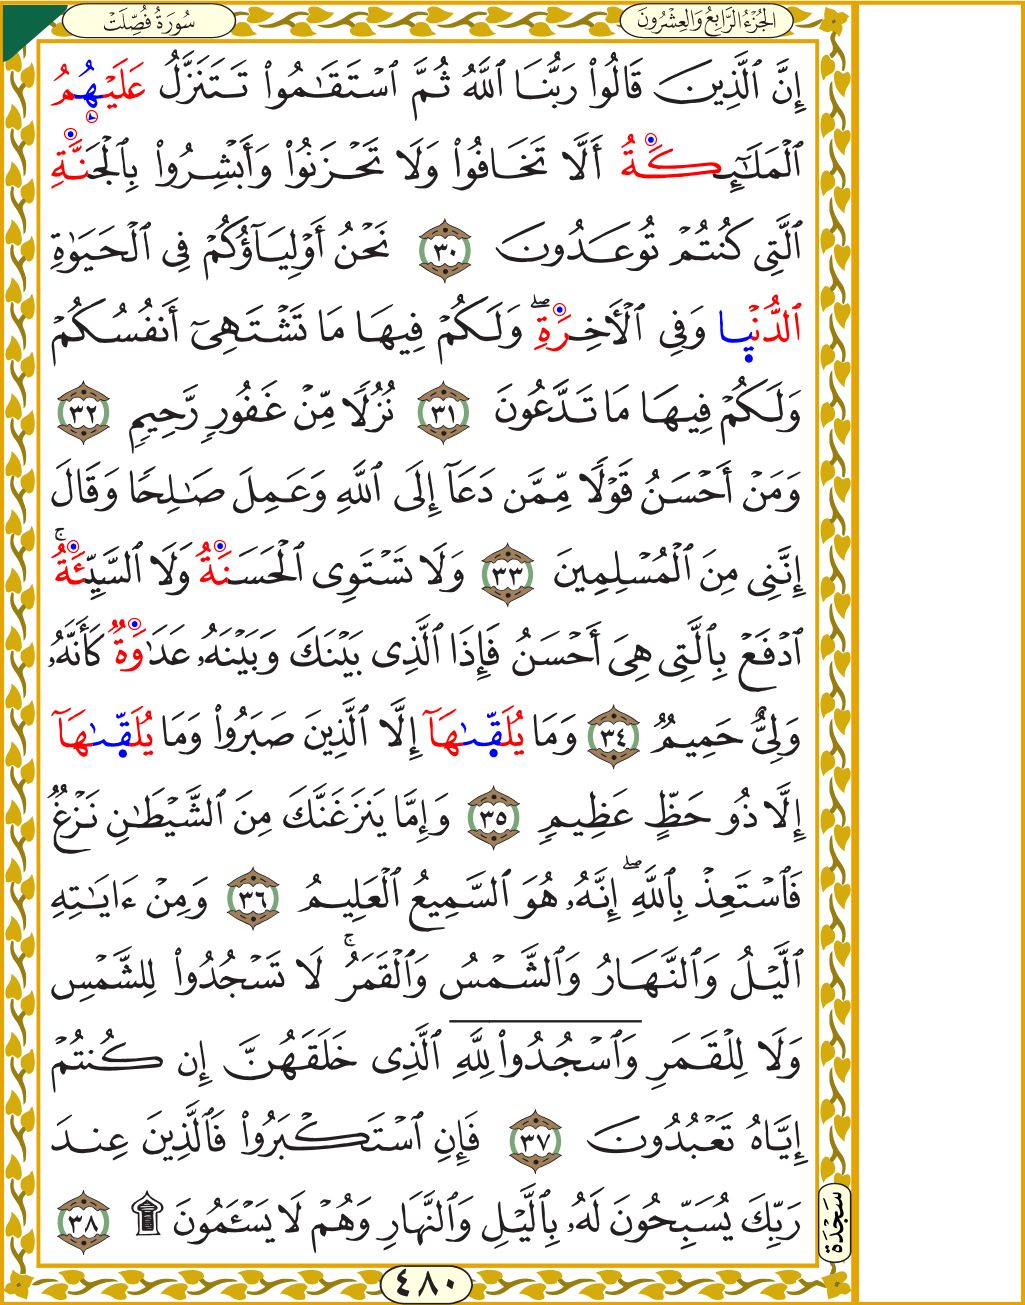 سُورَةُ فُصِّلَتْ
الجُزْءُ الرَّابِعُ وَالعِشْرُونَ
إِنَّ ٱلَّذِينَ قَالُوا۟ رَبُّنَا ٱللَّهُ ثُمَّ ٱسْتَقَـٰمُوا۟ تَتَنَزَّلُ عَلَيْهُمُ
ٱلْمَلَـٰٓئِكَةُ أَلَّا تَخَافُوا۟ وَلَا تَحْزَنُوا۟ وَأَبْشِرُوا۟ بِٱلْجَنَّةِ
ٱلَّتِى كُنتُمْ تُوعَدُونَ ٣٠ نَحْنُ أَوْلِيَآؤُكُمْ فِى ٱلْحَيَوٰةِ
ٱلدُّنْيَا وَفِى ٱلْأَخِرَةِ ۖ وَلَكُمْ فِيهَا مَا تَشْتَهِىٓ أَنفُسُكُمْ
وَلَكُمْ فِيهَا مَا تَدَّعُونَ ٣١ نُزُلًا مِّنْ غَفُورٍ رَّحِيمٍ ٣٢
وَمَنْ أَحْسَنُ قَوْلًا مِّمَّن دَعَآ إِلَى ٱللَّهِ وَعَمِلَ صَـٰلِحًا وَقَالَ
إِنَّنِى مِنَ ٱلْمُسْلِمِينَ ٣٣ وَلَا تَسْتَوِى ٱلْحَسَنَةُ وَلَا ٱلسَّيِّئَةُ ۚ
ٱدْفَعْ بِٱلَّتِى هِىَ أَحْسَنُ فَإِذَا ٱلَّذِى بَيْنَكَ وَبَيْنَهُۥ عَدَٰوَةٌ كَأَنَّهُۥ
وَلِىٌّ حَمِيمٌ ٣٤ وَمَا يُلَقَّىٰهَآ إِلَّا ٱلَّذِينَ صَبَرُوا۟ وَمَا يُلَقَّىٰهَآ
إِلَّا ذُو حَظٍّ عَظِيمٍ ٣٥ وَإِمَّا يَنزَغَنَّكَ مِنَ ٱلشَّيْطَـٰنِ نَزْغٌ
فَٱسْتَعِذْ بِٱللَّهِ ۖ إِنَّهُۥ هُوَ ٱلسَّمِيعُ ٱلْعَلِيمُ ٣٦ وَمِنْ ءَايَـٰتِهِ
ٱلَّيْلُ وَٱلنَّهَارُ وَٱلشَّمْسُ وَٱلْقَمَرُ ۚ لَا تَسْجُدُوا۟ لِلشَّمْسِ
وَلَا لِلْقَمَرِ وَٱسْجُدُوا۟ لِلَّهِ ٱلَّذِى خَلَقَهُنَّ إِن كُنتُمْ
إِيَّاهُ تَعْبُدُونَ ٣٧ فَإِنِ ٱسْتَكْبَرُوا۟ فَٱلَّذِينَ عِندَ
رَبِّكَ يُسَبِّحُونَ لَهُۥ بِٱلَّيْلِ وَٱلنَّهَارِ وَهُمْ لَا يَسْـَٔمُونَ ۩ ٣٨
سَجْدَة
٤٨٠